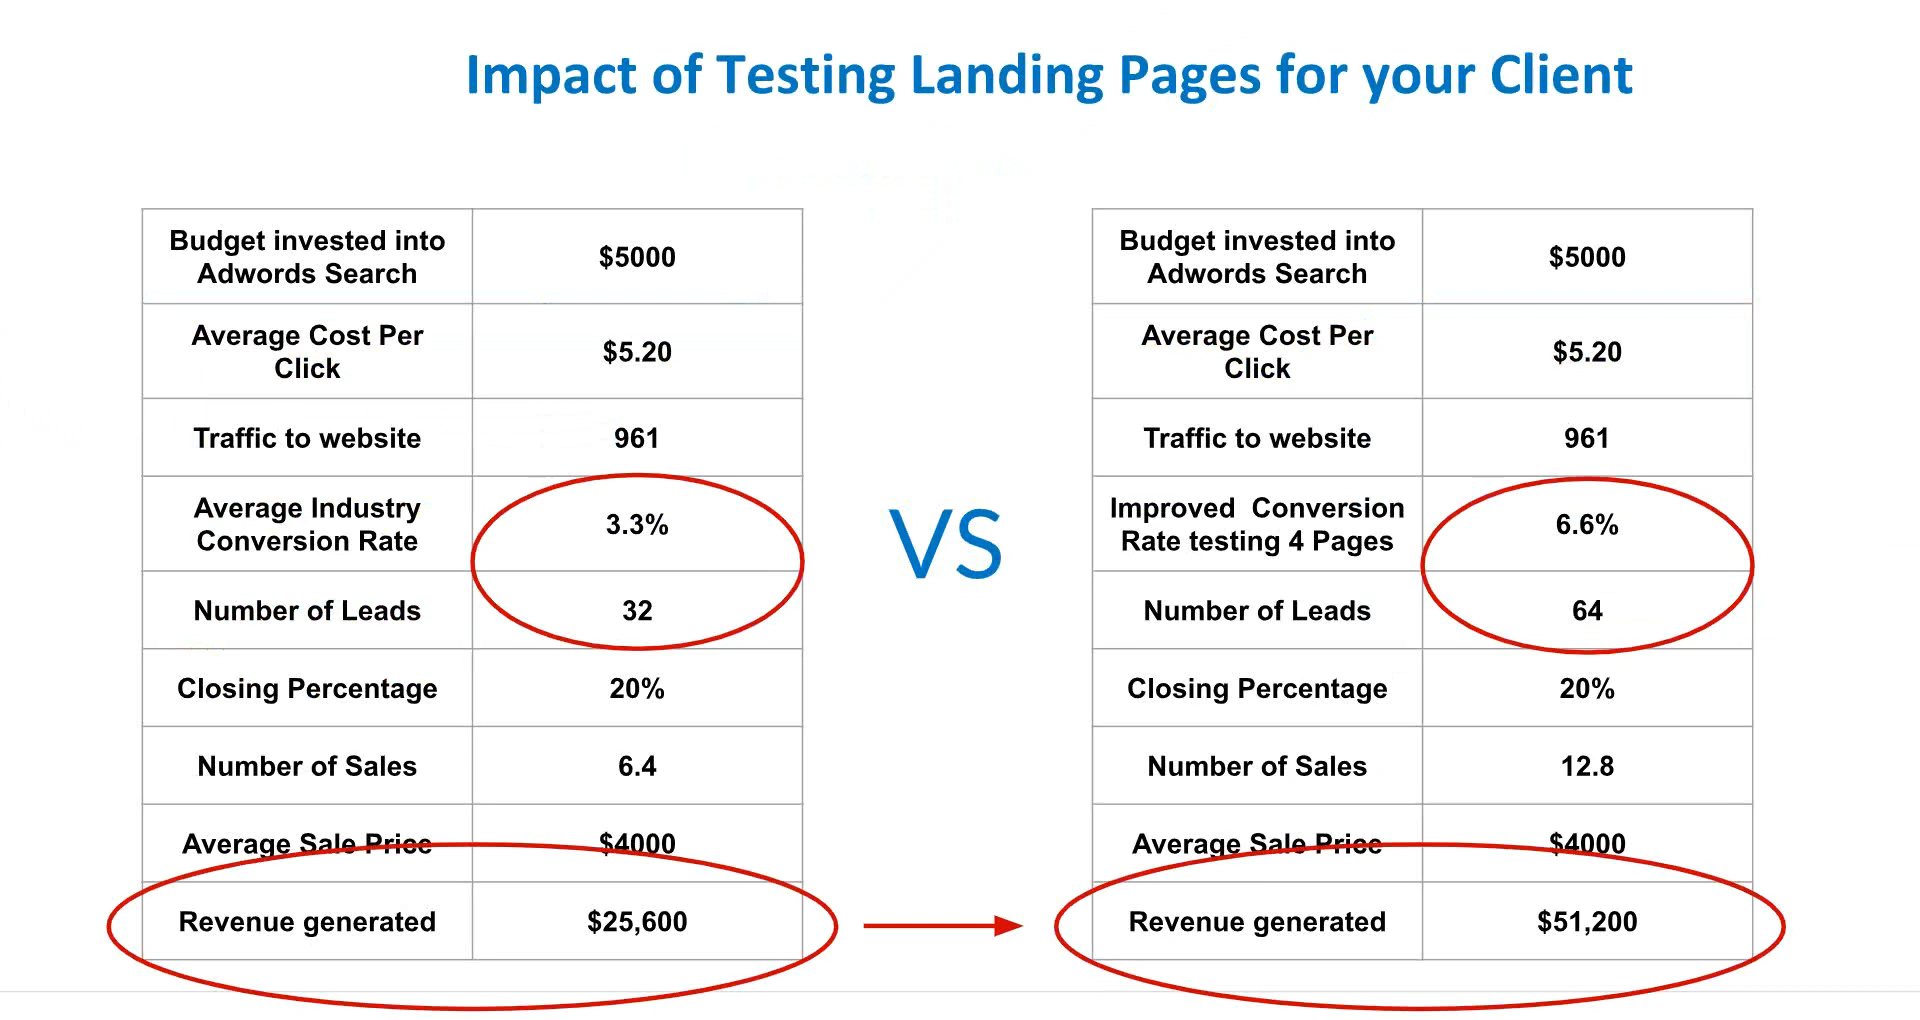 Impact of Testing Landing Pages for your Client
Budget invested into
Adwords Search
$5000
Average Cost Per
Click
$5.20
Traffic to website
961
Average Industry
Conversion Rate
3.3%
Number of Leads
32
Closing Percentage
20%
Number of Sales
6.4
Average Sale Price
$4000
Revenue generated
$25,600
VS
Budget invested into
Adwords Search
$5000
Average Cost Per
Click
$5.20
Traffic to website
961
Improved  Conversion
Rate testing 4 Pages
6.6%
Number of Leads
64
Closing Percentage
20%
Number of Sales
12.8
Average Sale Price
$4000
Revenue generated
$51,200